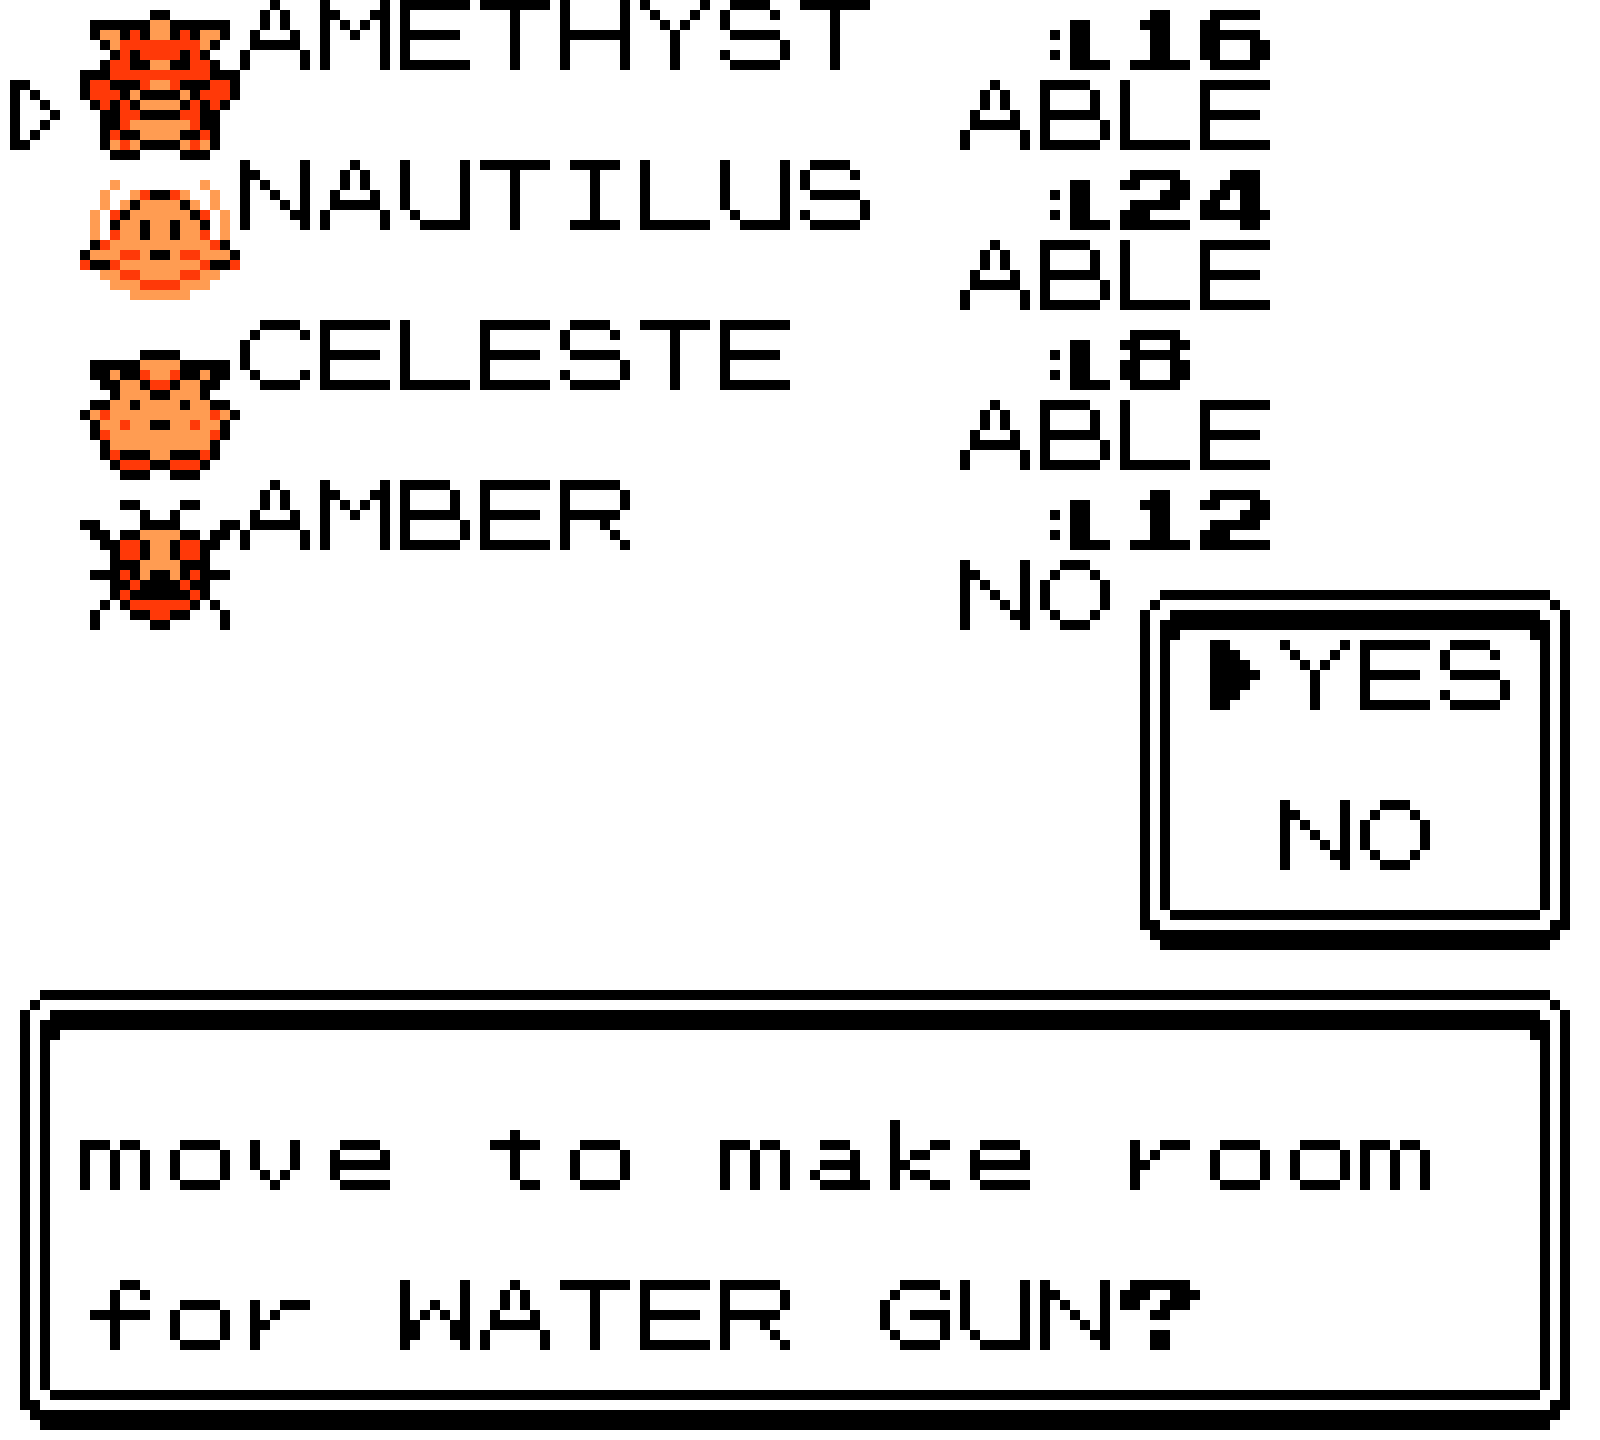 AMETHYST :L16
ABLE
NAUTILUS :L24
ABLE
CELESTE :L8
ABLE
AMBER :L12
NO
▶YES
NO
move to make room
for WATER GUN?